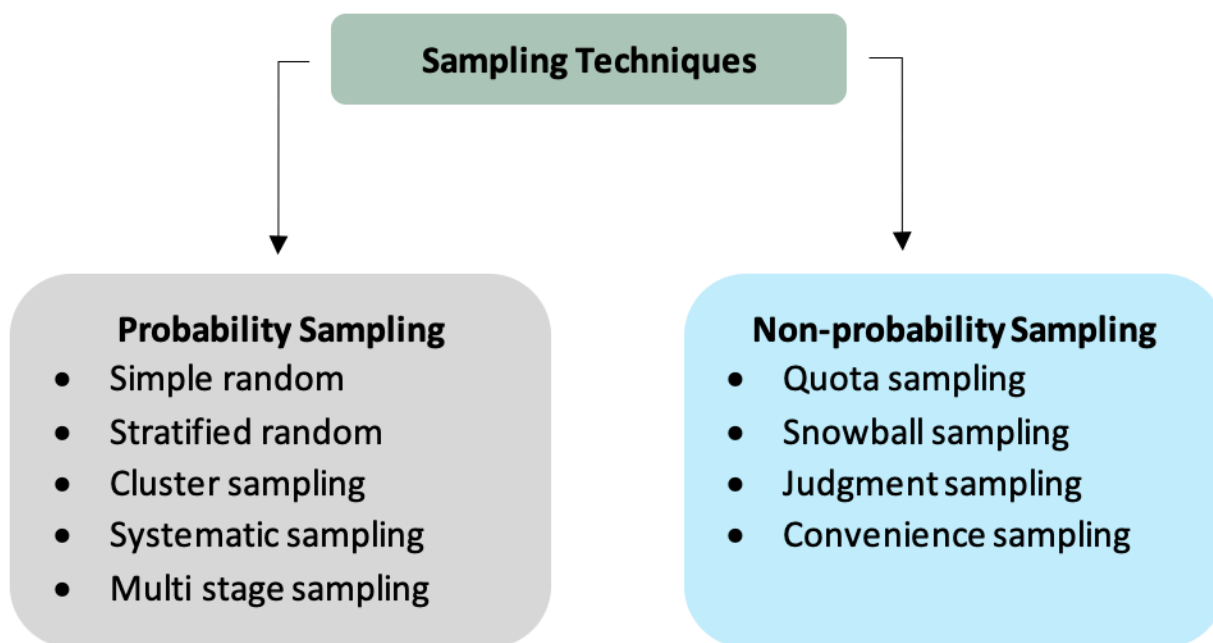 Sampling Techniques
Probability Sampling
• Simple random
• Stratified random
• Cluster sampling
• Systematic sampling
• Multi stage sampling
Non-probability Sampling
• Quota sampling
• Snowball sampling
• Judgment sampling
• Convenience sampling